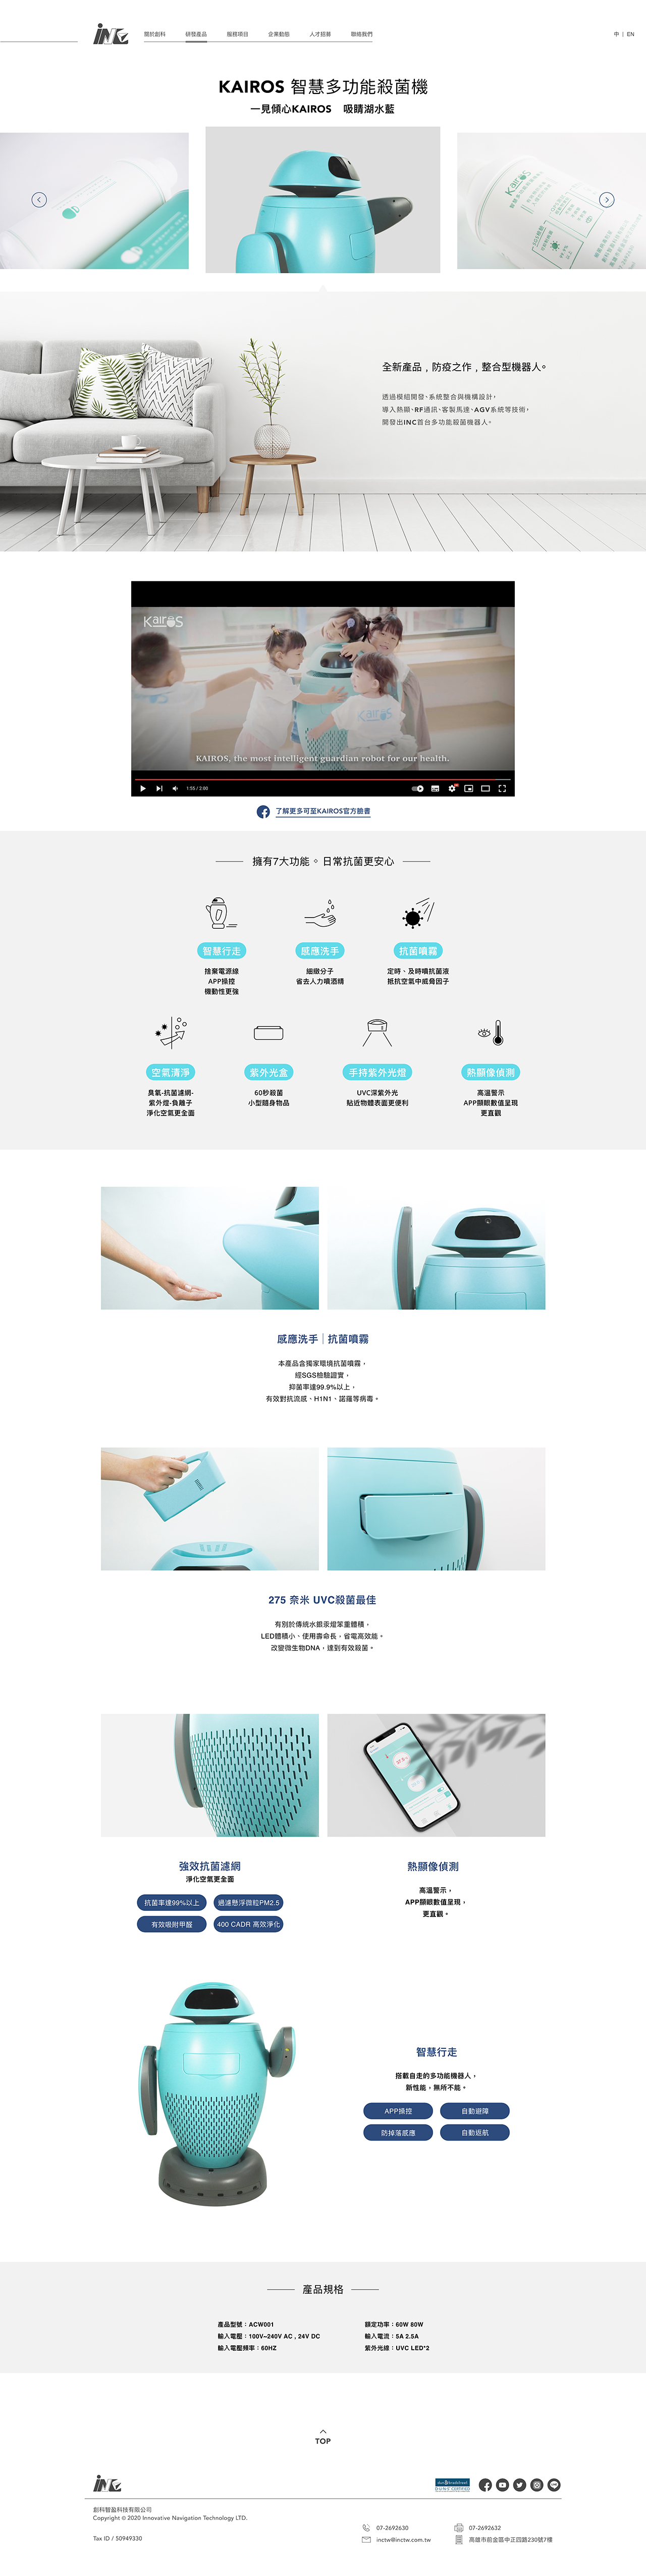 inc
關於創科 研發產品 服務項目 企業動態 人才招募 聯絡我們
中 | EN
KAIROS 智慧多功能殺菌機
一見傾心KAIROS 吸睛湖水藍
KairoS
全新產品，防疫之作，整合型機器人。
透過模組開發、系統整合與機構設計，
導入熱顯、RF通訊、客製馬達、AGV系統等技術，
開發出INC首台多功能殺菌機器人。
KairoS
KAIROS, the most intelligent guardian robot for our health.
1:55 / 2:00
了解更多可至KAIROS官方臉書
擁有7大功能。日常抗菌更安心
智慧行走
捨棄電源線
APP操控
機動性更強
感應洗手
細緻分子
省去人力噴酒精
抗菌噴霧
定時、及時噴抗菌液
抵抗空氣中威脅因子
空氣清淨
臭氧-抗菌濾網-
紫外燈-負離子
淨化空氣更全面
紫外光盒
60秒殺菌
小型隨身物品
手持紫外光燈
UVC深紫外光
貼近物體表面更便利
熱顯像偵測
高溫警示
APP顯眼數值呈現
更直觀
感應洗手｜抗菌噴霧
本產品含獨家環境抗菌噴霧，
經SGS檢驗證實，
抑菌率達99.9%以上，
有效對抗流感、H1N1、諾羅等病毒。
275 奈米 UVC殺菌最佳
有別於傳統水銀汞燈笨重體積，
LED體積小、使用壽命長，省電高效能。
改變微生物DNA，達到有效殺菌。
強效抗菌濾網
淨化空氣更全面
抗菌率達99%以上 過濾懸浮微粒PM2.5
有效吸附甲醛 400 CADR 高效淨化
熱顯像偵測
高溫警示，
APP顯眼數值呈現，
更直觀。
智慧行走
搭載自走的多功能機器人，
新性能，無所不能。
APP操控 自動避障
防掉落感應 自動返航
產品規格
產品型號：ACW001
輸入電壓：100V~240V AC , 24V DC
輸入電壓頻率：60HZ
額定功率：60W 80W
輸入電流：5A 2.5A
紫外光線：UVC LED*2
TOP
inc
創科智盈科技有限公司
Copyright © 2020 Innovative Navigation Technology LTD.
Tax ID / 50949330
07-2692630
07-2692632
inctw@inctw.com.tw
高雄市前金區中正四路230號7樓